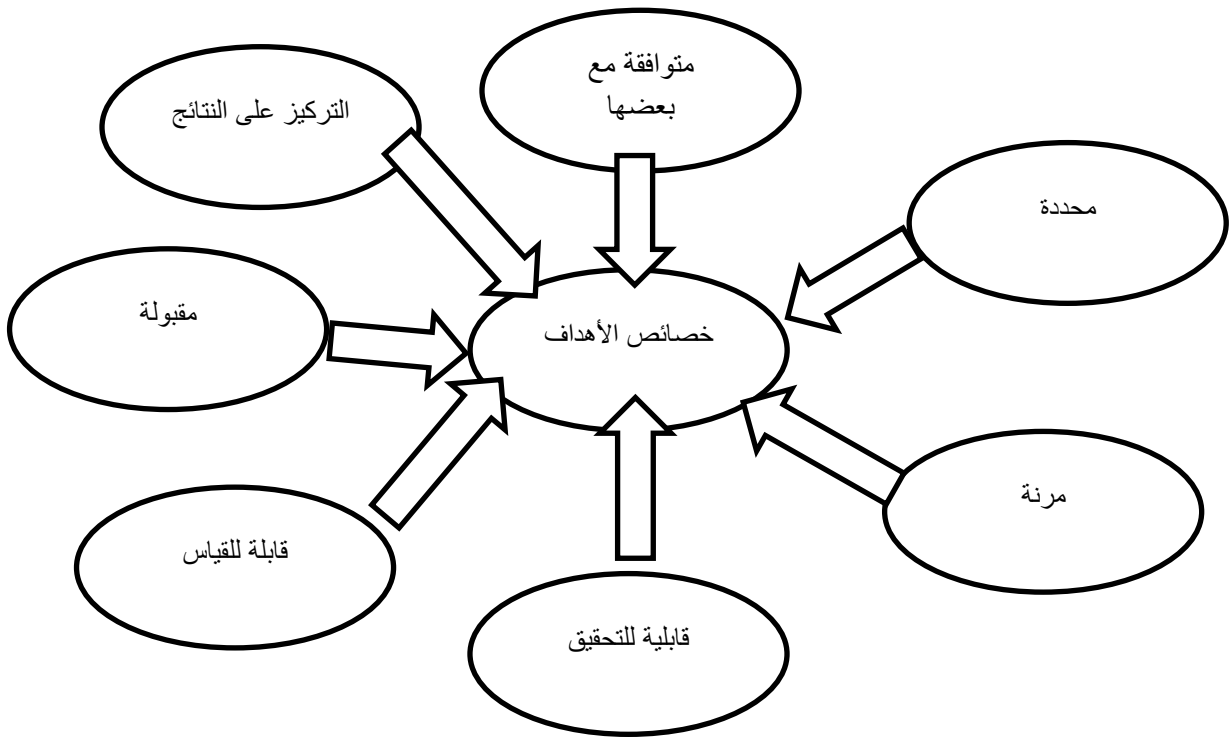 متوافقة مع
بعضها
التركيز على النتائج
محددة
مقبولة
خصائص الأهداف
مرنة
قابلة للقياس
قابلية للتحقيق